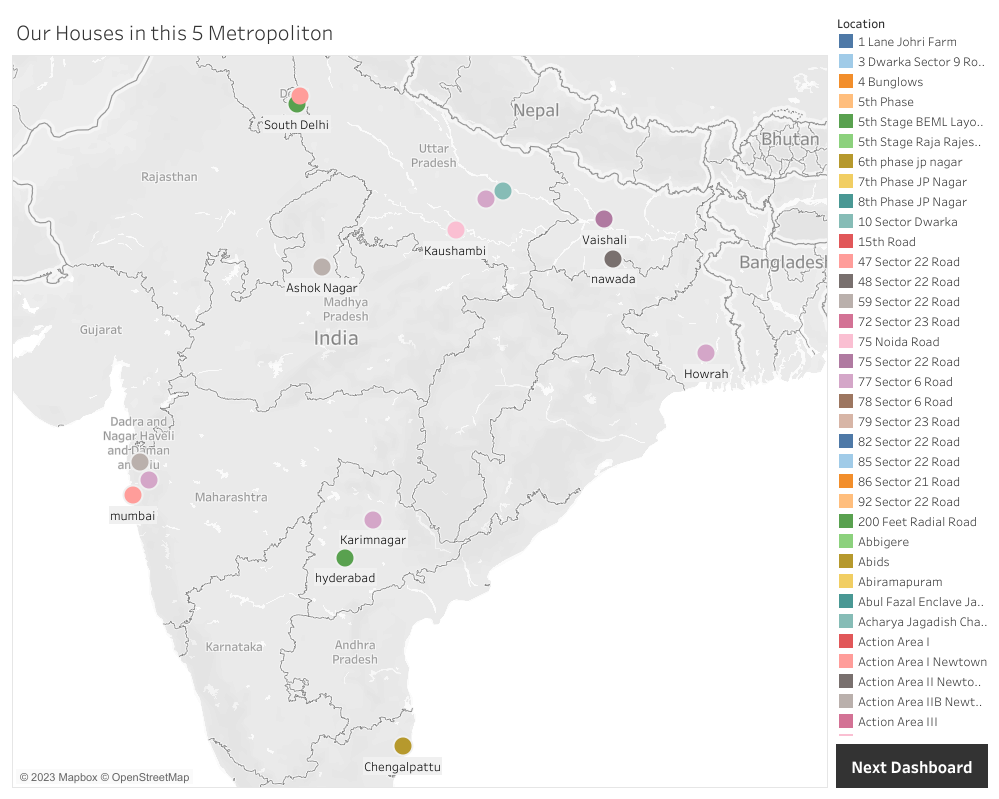 Our Houses in this 5 Metropoliton
South Delhi
Nepal
Bhutan
Uttar
Pradesh
Rajasthan
Vaishali
Kaushambi
Bangladesh
nawada
Ashok Nagar
Madhya
Pradesh
Gujarat
India
Howrah
Dadra and
Nagar Haveli
and Daman
and Diu
Maharashtra
mumbai
Karimnagar
hyderabad
Karnataka
Andhra
Pradesh
Chengalpattu
© 2023 Mapbox © OpenStreetMap
Location
1 Lane Johri Farm
3 Dwarka Sector 9 Ro..
4 Bunglows
5th Phase
5th Stage BEML Layo..
5th Stage Raja Rajes..
6th phase jp nagar
7th Phase JP Nagar
8th Phase JP Nagar
10 Sector Dwarka
15th Road
47 Sector 22 Road
48 Sector 22 Road
59 Sector 22 Road
72 Sector 23 Road
75 Noida Road
75 Sector 22 Road
77 Sector 6 Road
78 Sector 6 Road
79 Sector 23 Road
82 Sector 22 Road
85 Sector 22 Road
86 Sector 21 Road
92 Sector 22 Road
200 Feet Radial Road
Abbigere
Abids
Abiramapuram
Abul Fazal Enclave Ja..
Acharya Jagadish Cha..
Action Area I
Action Area I Newtown
Action Area II Newto..
Action Area IIB Newt..
Action Area III
Next Dashboard